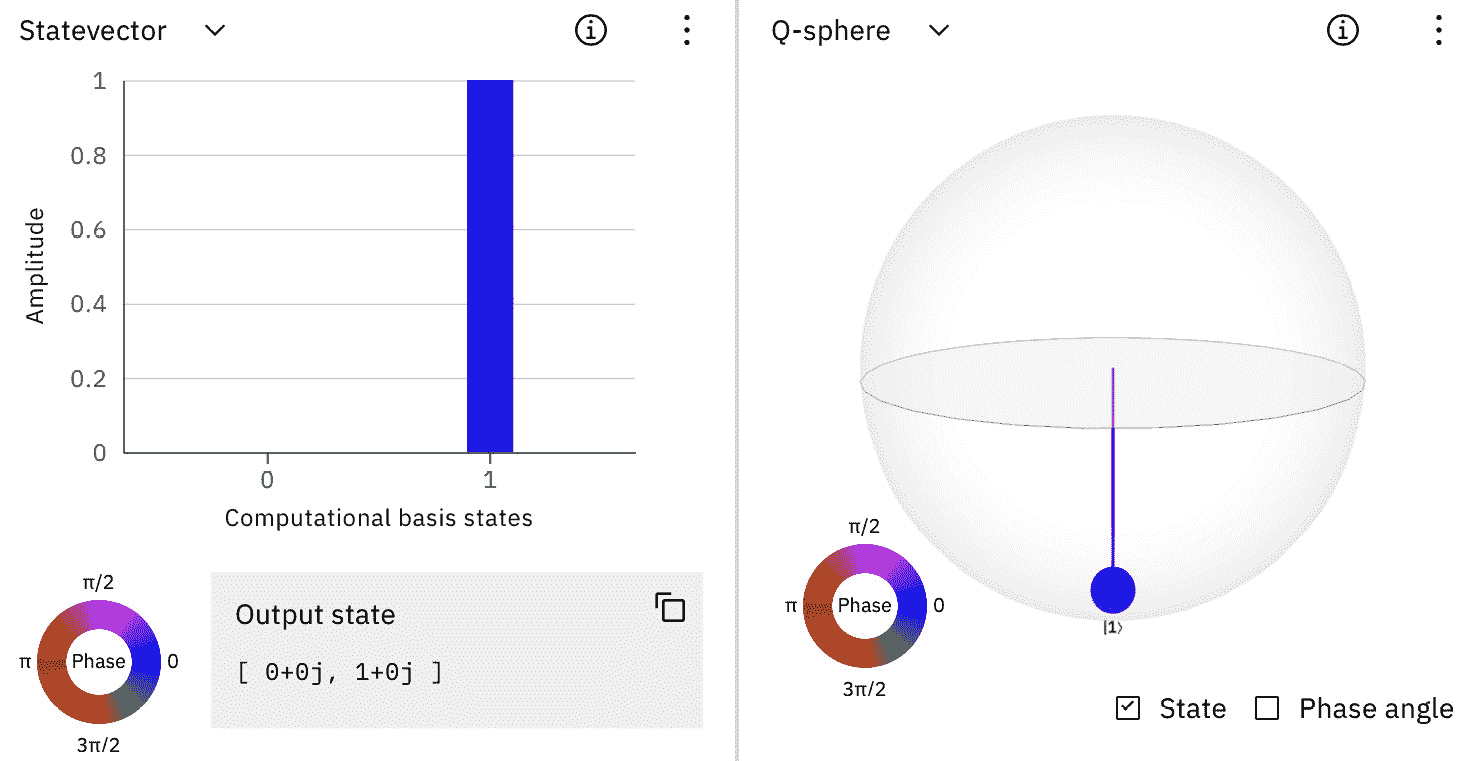 Statevector
1
0.8
0.6
0.4
0.2
0
Amplitude
0
1
Computational basis states
π/2
π
Phase
0
3π/2
Output state
[ 0+0j, 1+0j ]
Q-sphere
π/2
π
Phase
0
3π/2
|1⟩
State
Phase angle